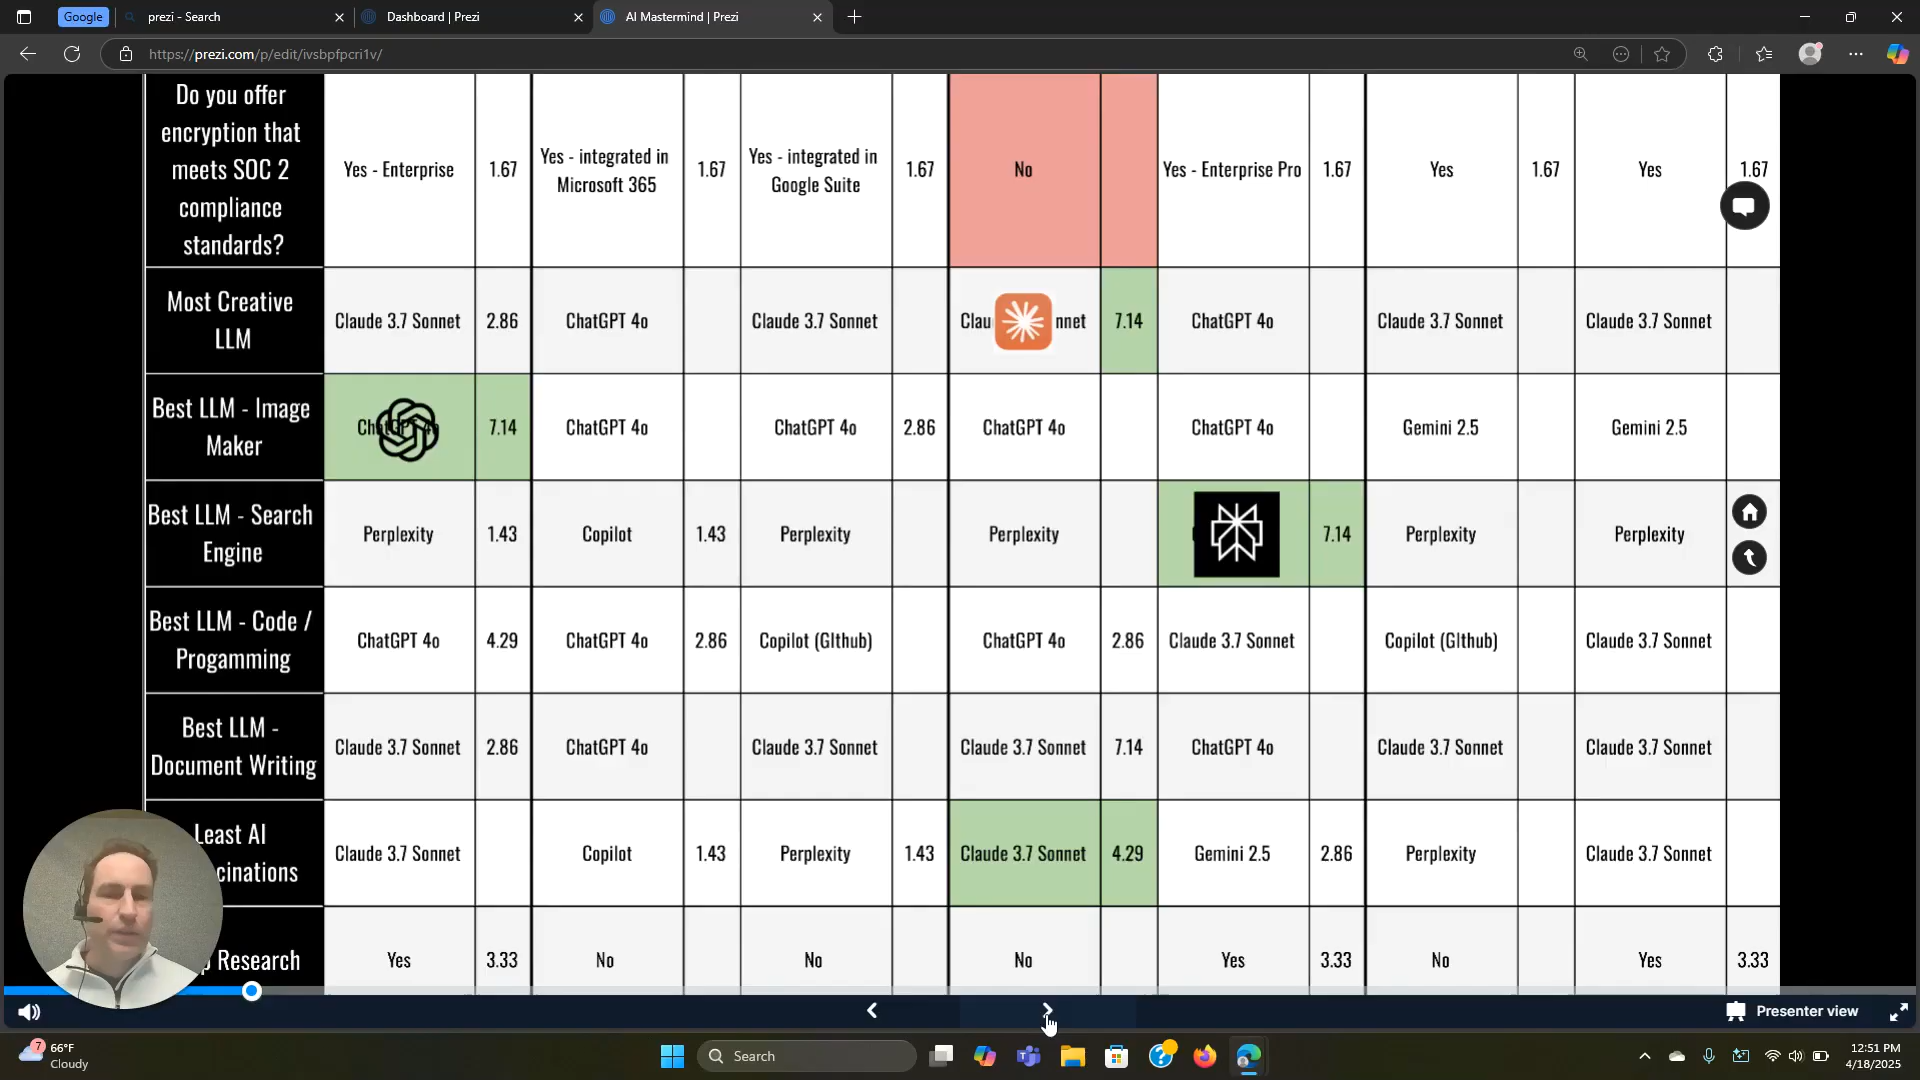 Google
prezi - Search
Dashboard | Prezi
AI Mastermind | Prezi
https://prezi.com/p/edit/ivsbpfpcri1v/
Do you offer
encryption that
meets SOC 2
compliance
standards?
Yes - Enterprise
1.67
Yes - integrated in
Microsoft 365
1.67
Yes - integrated in
Google Suite
1.67
No
Yes - Enterprise Pro
1.67
Yes
1.67
Yes
1.67
Most Creative
LLM
Claude 3.7 Sonnet
2.86
ChatGPT 4o
Claude 3.7 Sonnet
Clau
nnet
7.14
ChatGPT 4o
Claude 3.7 Sonnet
Claude 3.7 Sonnet
Best LLM - Image
Maker
ChatGPT 4o
7.14
ChatGPT 4o
ChatGPT 4o
2.86
ChatGPT 4o
ChatGPT 4o
Gemini 2.5
Gemini 2.5
Best LLM - Search
Engine
Perplexity
1.43
Copilot
1.43
Perplexity
Perplexity
7.14
Perplexity
Perplexity
Best LLM - Code /
Progamming
ChatGPT 4o
4.29
ChatGPT 4o
2.86
Copilot (GIthub)
ChatGPT 4o
2.86
Claude 3.7 Sonnet
Copilot (GIthub)
Claude 3.7 Sonnet
Best LLM -
Document Writing
Claude 3.7 Sonnet
2.86
ChatGPT 4o
Claude 3.7 Sonnet
Claude 3.7 Sonnet
7.14
ChatGPT 4o
Claude 3.7 Sonnet
Claude 3.7 Sonnet
Least AI
cinations
Claude 3.7 Sonnet
Copilot
1.43
Perplexity
1.43
Claude 3.7 Sonnet
4.29
Gemini 2.5
2.86
Perplexity
Claude 3.7 Sonnet
p Research
Yes
3.33
No
No
No
Yes
3.33
No
Yes
3.33
Presenter view
7
66°F
Cloudy
Search
12:51 PM
4/18/2025